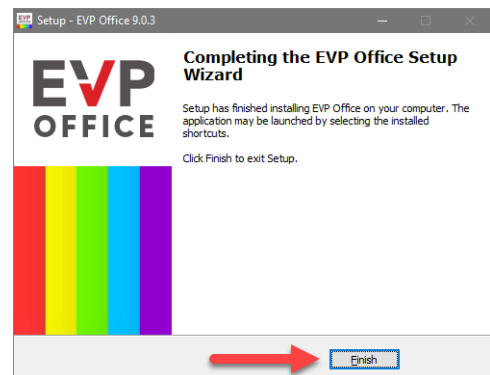 EVP Setup - EVP Office 9.0.3
EVP
OFFICE
Completing the EVP Office Setup
Wizard
Setup has finished installing EVP Office on your computer. The
application may be launched by selecting the installed
shortcuts.
Click Finish to exit Setup.
Finish